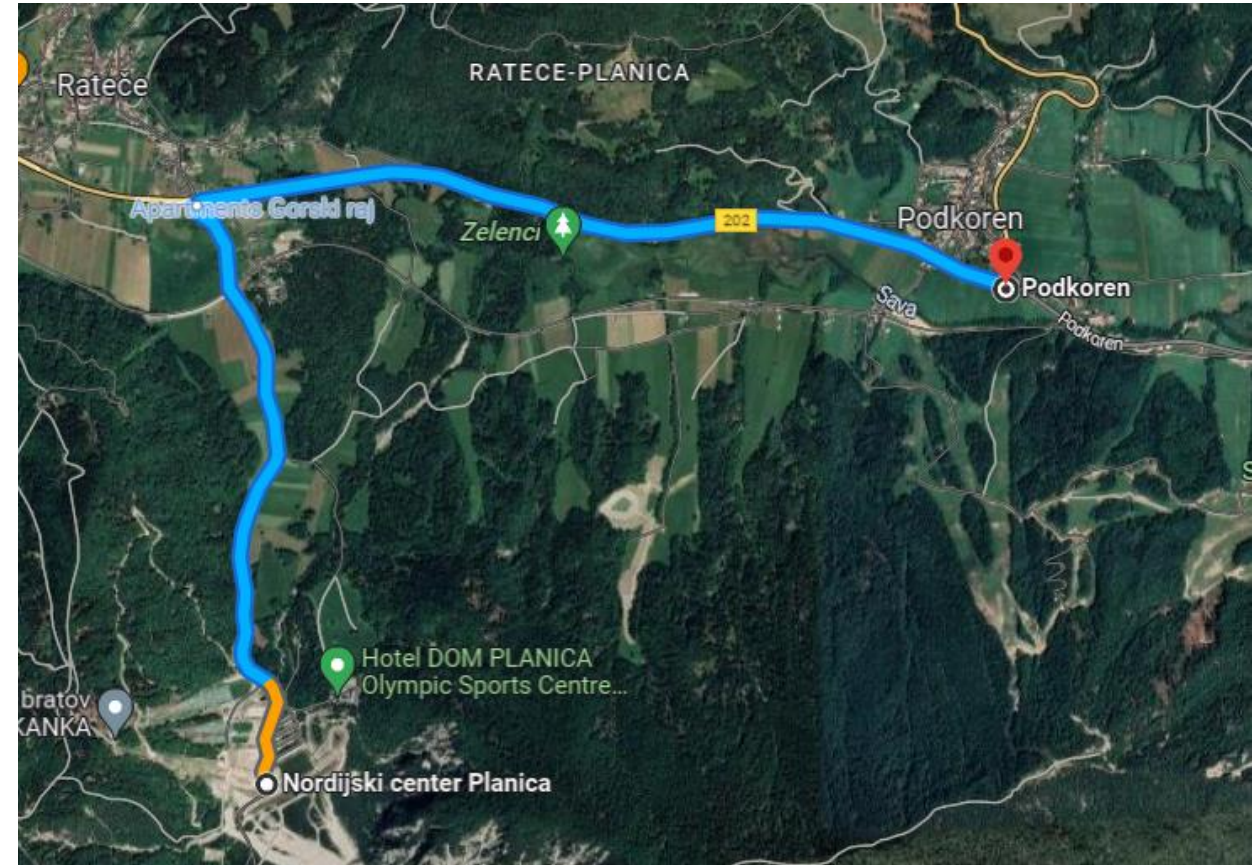 RATECE-PLANICA
Rateče
Apartments Gorski raj
Zelenci
202
Podkoren
Podkoren
Sava
Podkoren
S
Hotel DOM PLANICA
Olympic Sports Centre...
bratov
KANKA
Nordijski center Planica